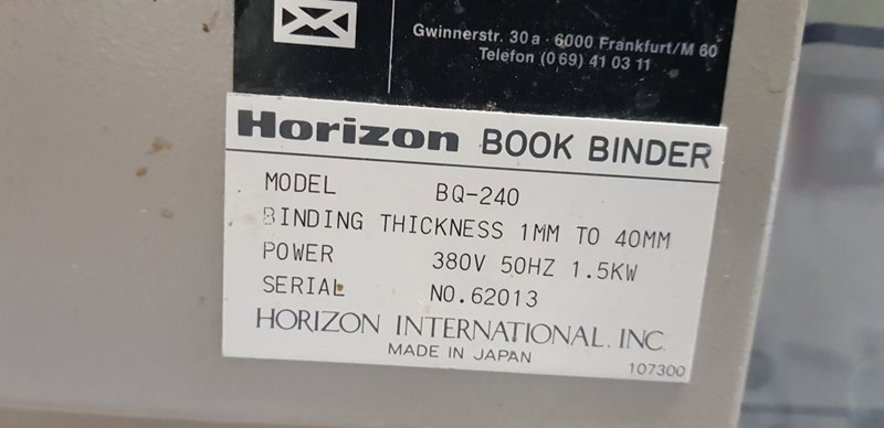 Gwinnerstr. 30 a · 6000 Frankfurt/M 60
Telefon (0 69) 41 03 11
Horizon BOOK BINDER
MODEL BQ-240
BINDING THICKNESS 1MM TO 40MM
POWER 380V 50HZ 1.5KW
SERIAL NO.62013
HORIZON INTERNATIONAL. INC.
MADE IN JAPAN
107300